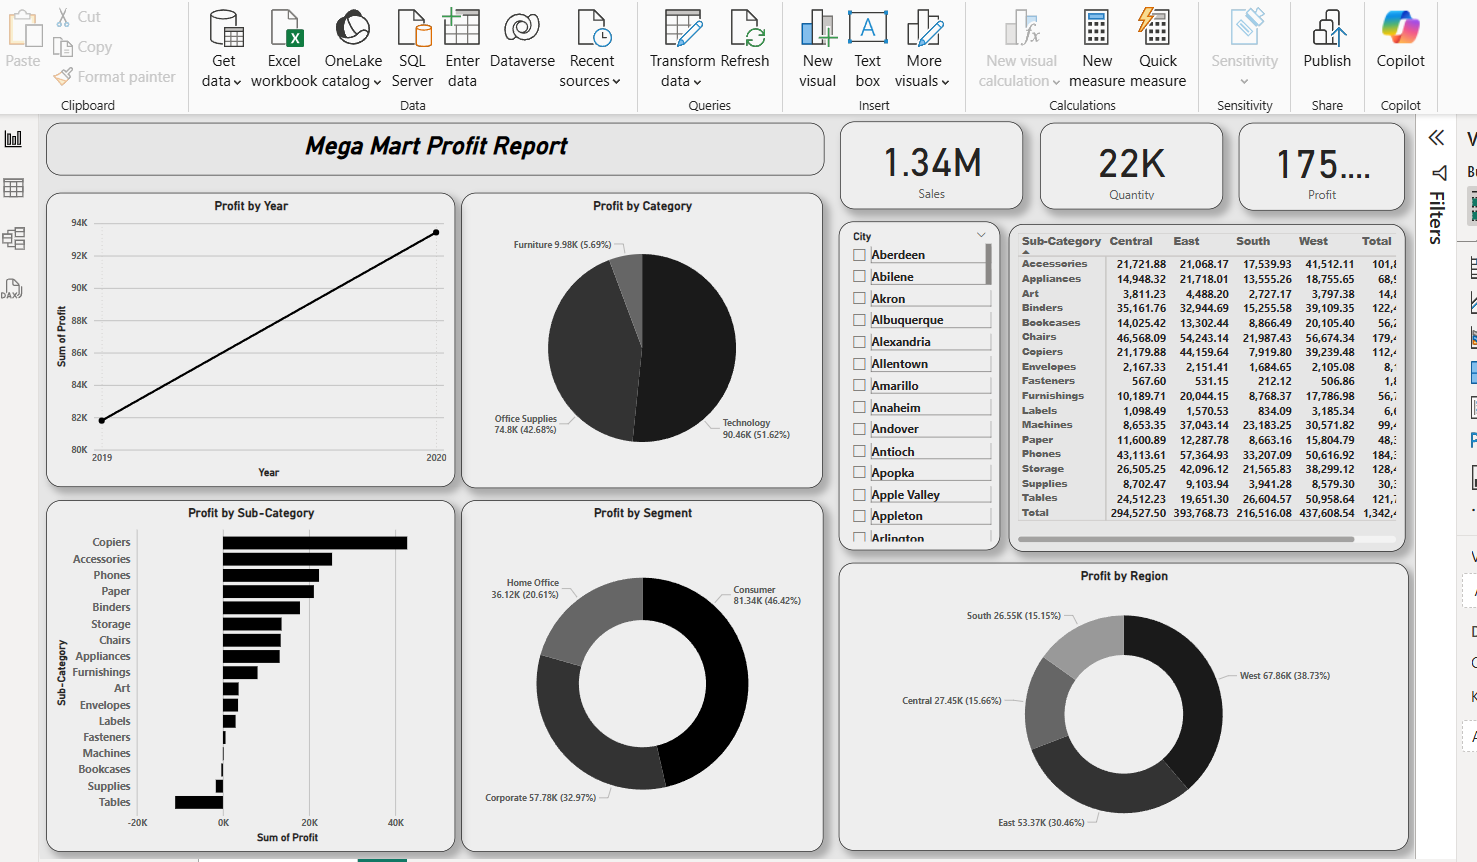 Paste
Cut
Copy
Format painter
Clipboard
Get data
Excel workbook
OneLake catalog
SQL Server
Enter data
Dataverse
Recent sources
Data
Transform data
Refresh
Queries
New visual
Text box
More visuals
Insert
New visual calculation
New measure
Quick measure
Calculations
Sensitivity
Sensitivity
Publish
Share
Copilot
Copilot
Mega Mart Profit Report
1.34M
Sales
22K
Quantity
175....
Profit
Filters
Profit by Year
94K
92K
90K
88K
86K
84K
82K
80K
Sum of Profit
2019
2020
Year
Profit by Category
Furniture 9.98K (5.69%)
Office Supplies
74.8K (42.68%)
Technology
90.46K (51.62%)
City
Aberdeen
Abilene
Akron
Albuquerque
Alexandria
Allentown
Amarillo
Anaheim
Andover
Antioch
Apopka
Apple Valley
Appleton
Arlington
Sub-Category Central East South West Total
Accessories 21,721.88 21,068.17 17,539.93 41,512.11 101,8
Appliances 14,948.32 21,718.01 13,555.26 18,755.65 68,9
Art 3,811.23 4,488.20 2,727.17 3,797.38 14,8
Binders 35,161.76 32,944.69 15,255.58 39,109.35 122,4
Bookcases 14,025.42 13,302.44 8,866.49 20,105.40 56,2
Chairs 46,568.09 54,243.14 21,987.43 56,674.34 179,4
Copiers 21,179.88 44,159.64 7,919.80 39,239.48 112,4
Envelopes 2,167.33 2,151.41 1,684.65 2,105.08 8,1
Fasteners 567.60 531.15 212.12 506.86 1,8
Furnishings 10,189.71 20,044.15 8,768.37 17,786.98 56,7
Labels 1,098.49 1,570.53 834.09 3,185.34 6,6
Machines 8,653.35 37,043.14 23,183.25 30,571.82 99,4
Paper 11,600.89 12,287.78 8,663.16 15,804.79 48,3
Phones 43,113.61 57,364.93 33,207.09 50,616.92 184,3
Storage 26,505.25 42,096.12 21,565.83 38,299.12 128,4
Supplies 8,702.47 9,103.94 3,941.28 8,579.30 30,3
Tables 24,512.23 19,651.30 26,604.57 50,958.64 121,7
Total 294,527.50 393,768.73 216,516.08 437,608.54 1,342,4
Profit by Sub-Category
Sub-Category
Copiers
Accessories
Phones
Paper
Binders
Storage
Chairs
Appliances
Furnishings
Art
Envelopes
Labels
Fasteners
Machines
Bookcases
Supplies
Tables
-20K
0K
20K
40K
Sum of Profit
Profit by Segment
Home Office
36.12K (20.61%)
Consumer
81.34K (46.42%)
Corporate 57.78K (32.97%)
Profit by Region
South 26.55K (15.15%)
Central 27.45K (15.66%)
West 67.86K (38.73%)
East 53.37K (30.46%)